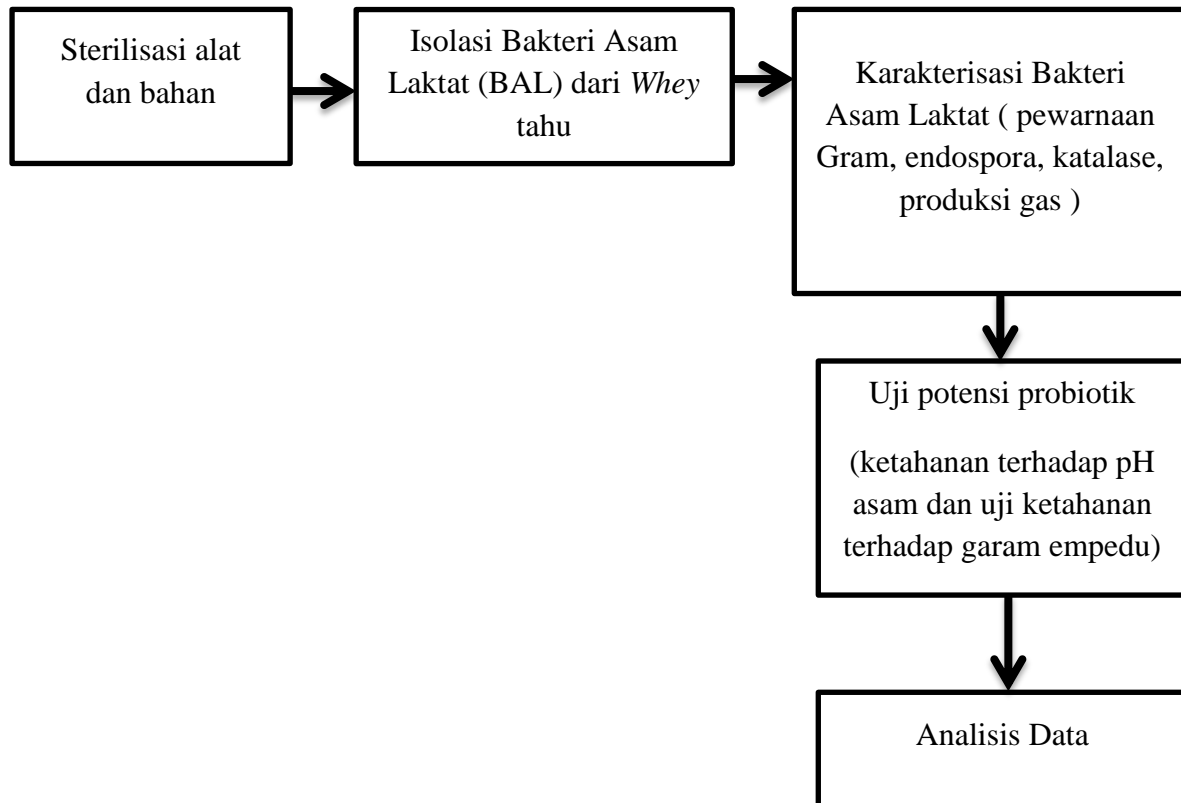 Sterilisasi alat
dan bahan
Isolasi Bakteri Asam
Laktat (BAL) dari Whey
tahu
Karakterisasi Bakteri
Asam Laktat ( pewarnaan
Gram, endospora, katalase,
produksi gas )
Uji potensi probiotik
(ketahanan terhadap pH
asam dan uji ketahanan
terhadap garam empedu)
Analisis Data